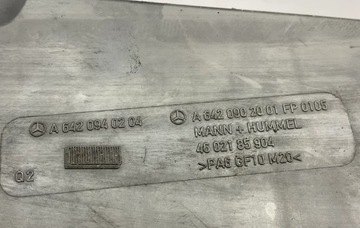 A 642 094 02 04
A 642 090 20 01 FP 0105
MANN + HUMMEL
46 021 85 904
>PA6 GF10 M20<
02